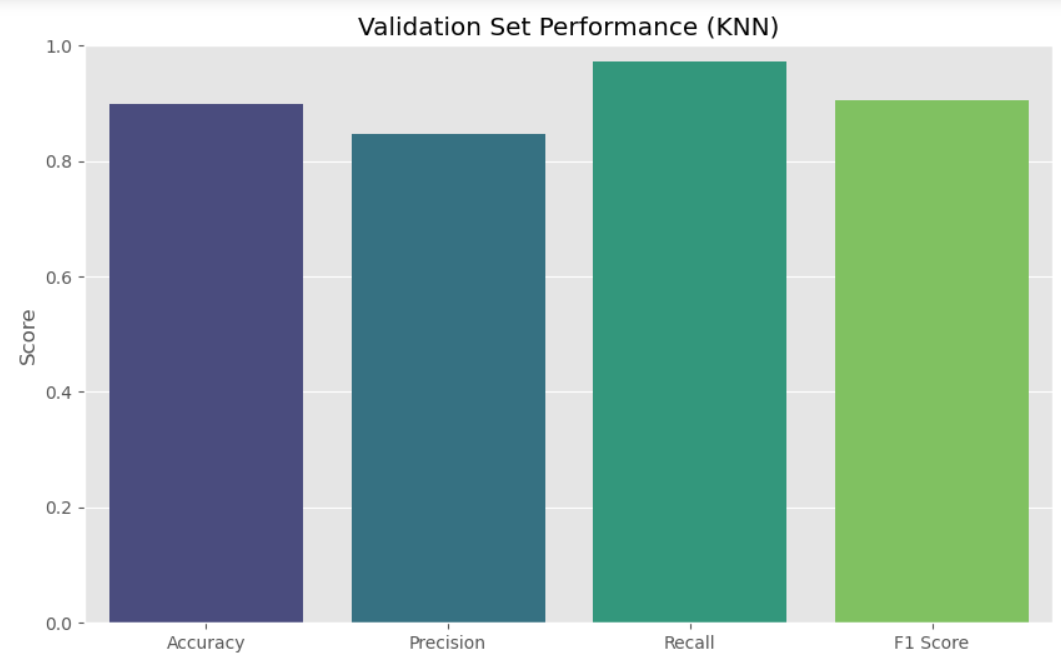 Validation Set Performance (KNN)
1.0
0.8
0.6
0.4
0.2
0.0
Score
Accuracy
Precision
Recall
F1 Score